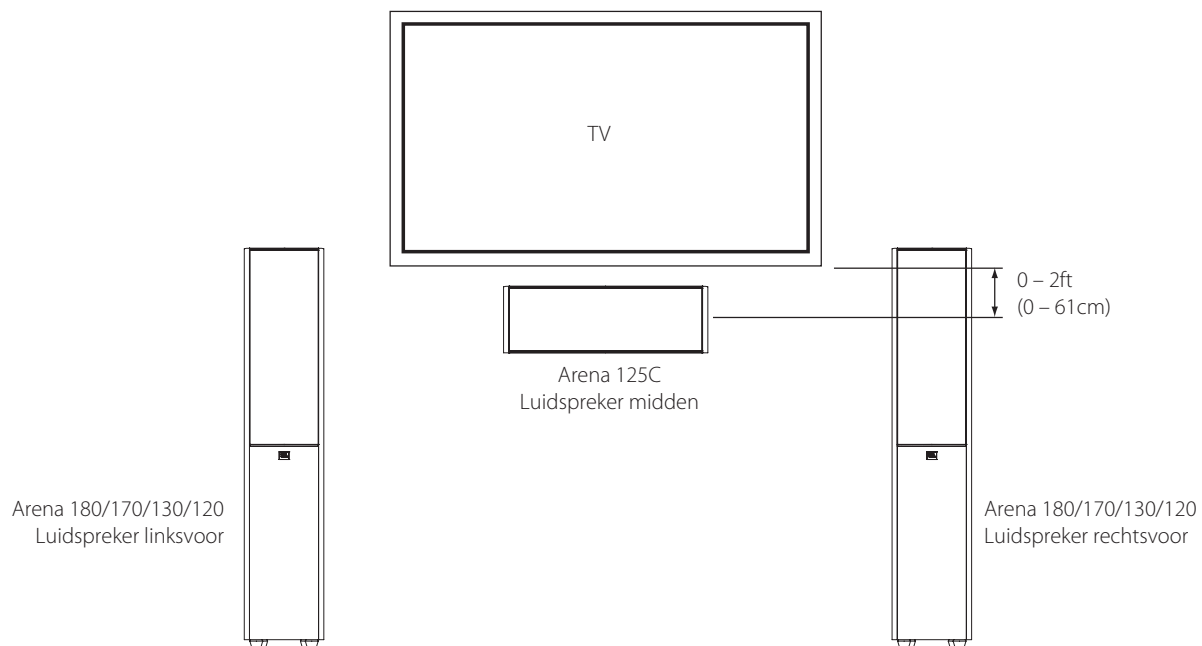 TV
0 – 2ft
(0 – 61cm)
Arena 125C
Luidspreker midden
Arena 180/170/130/120
Luidspreker linksvoor
Arena 180/170/130/120
Luidspreker rechtsvoor